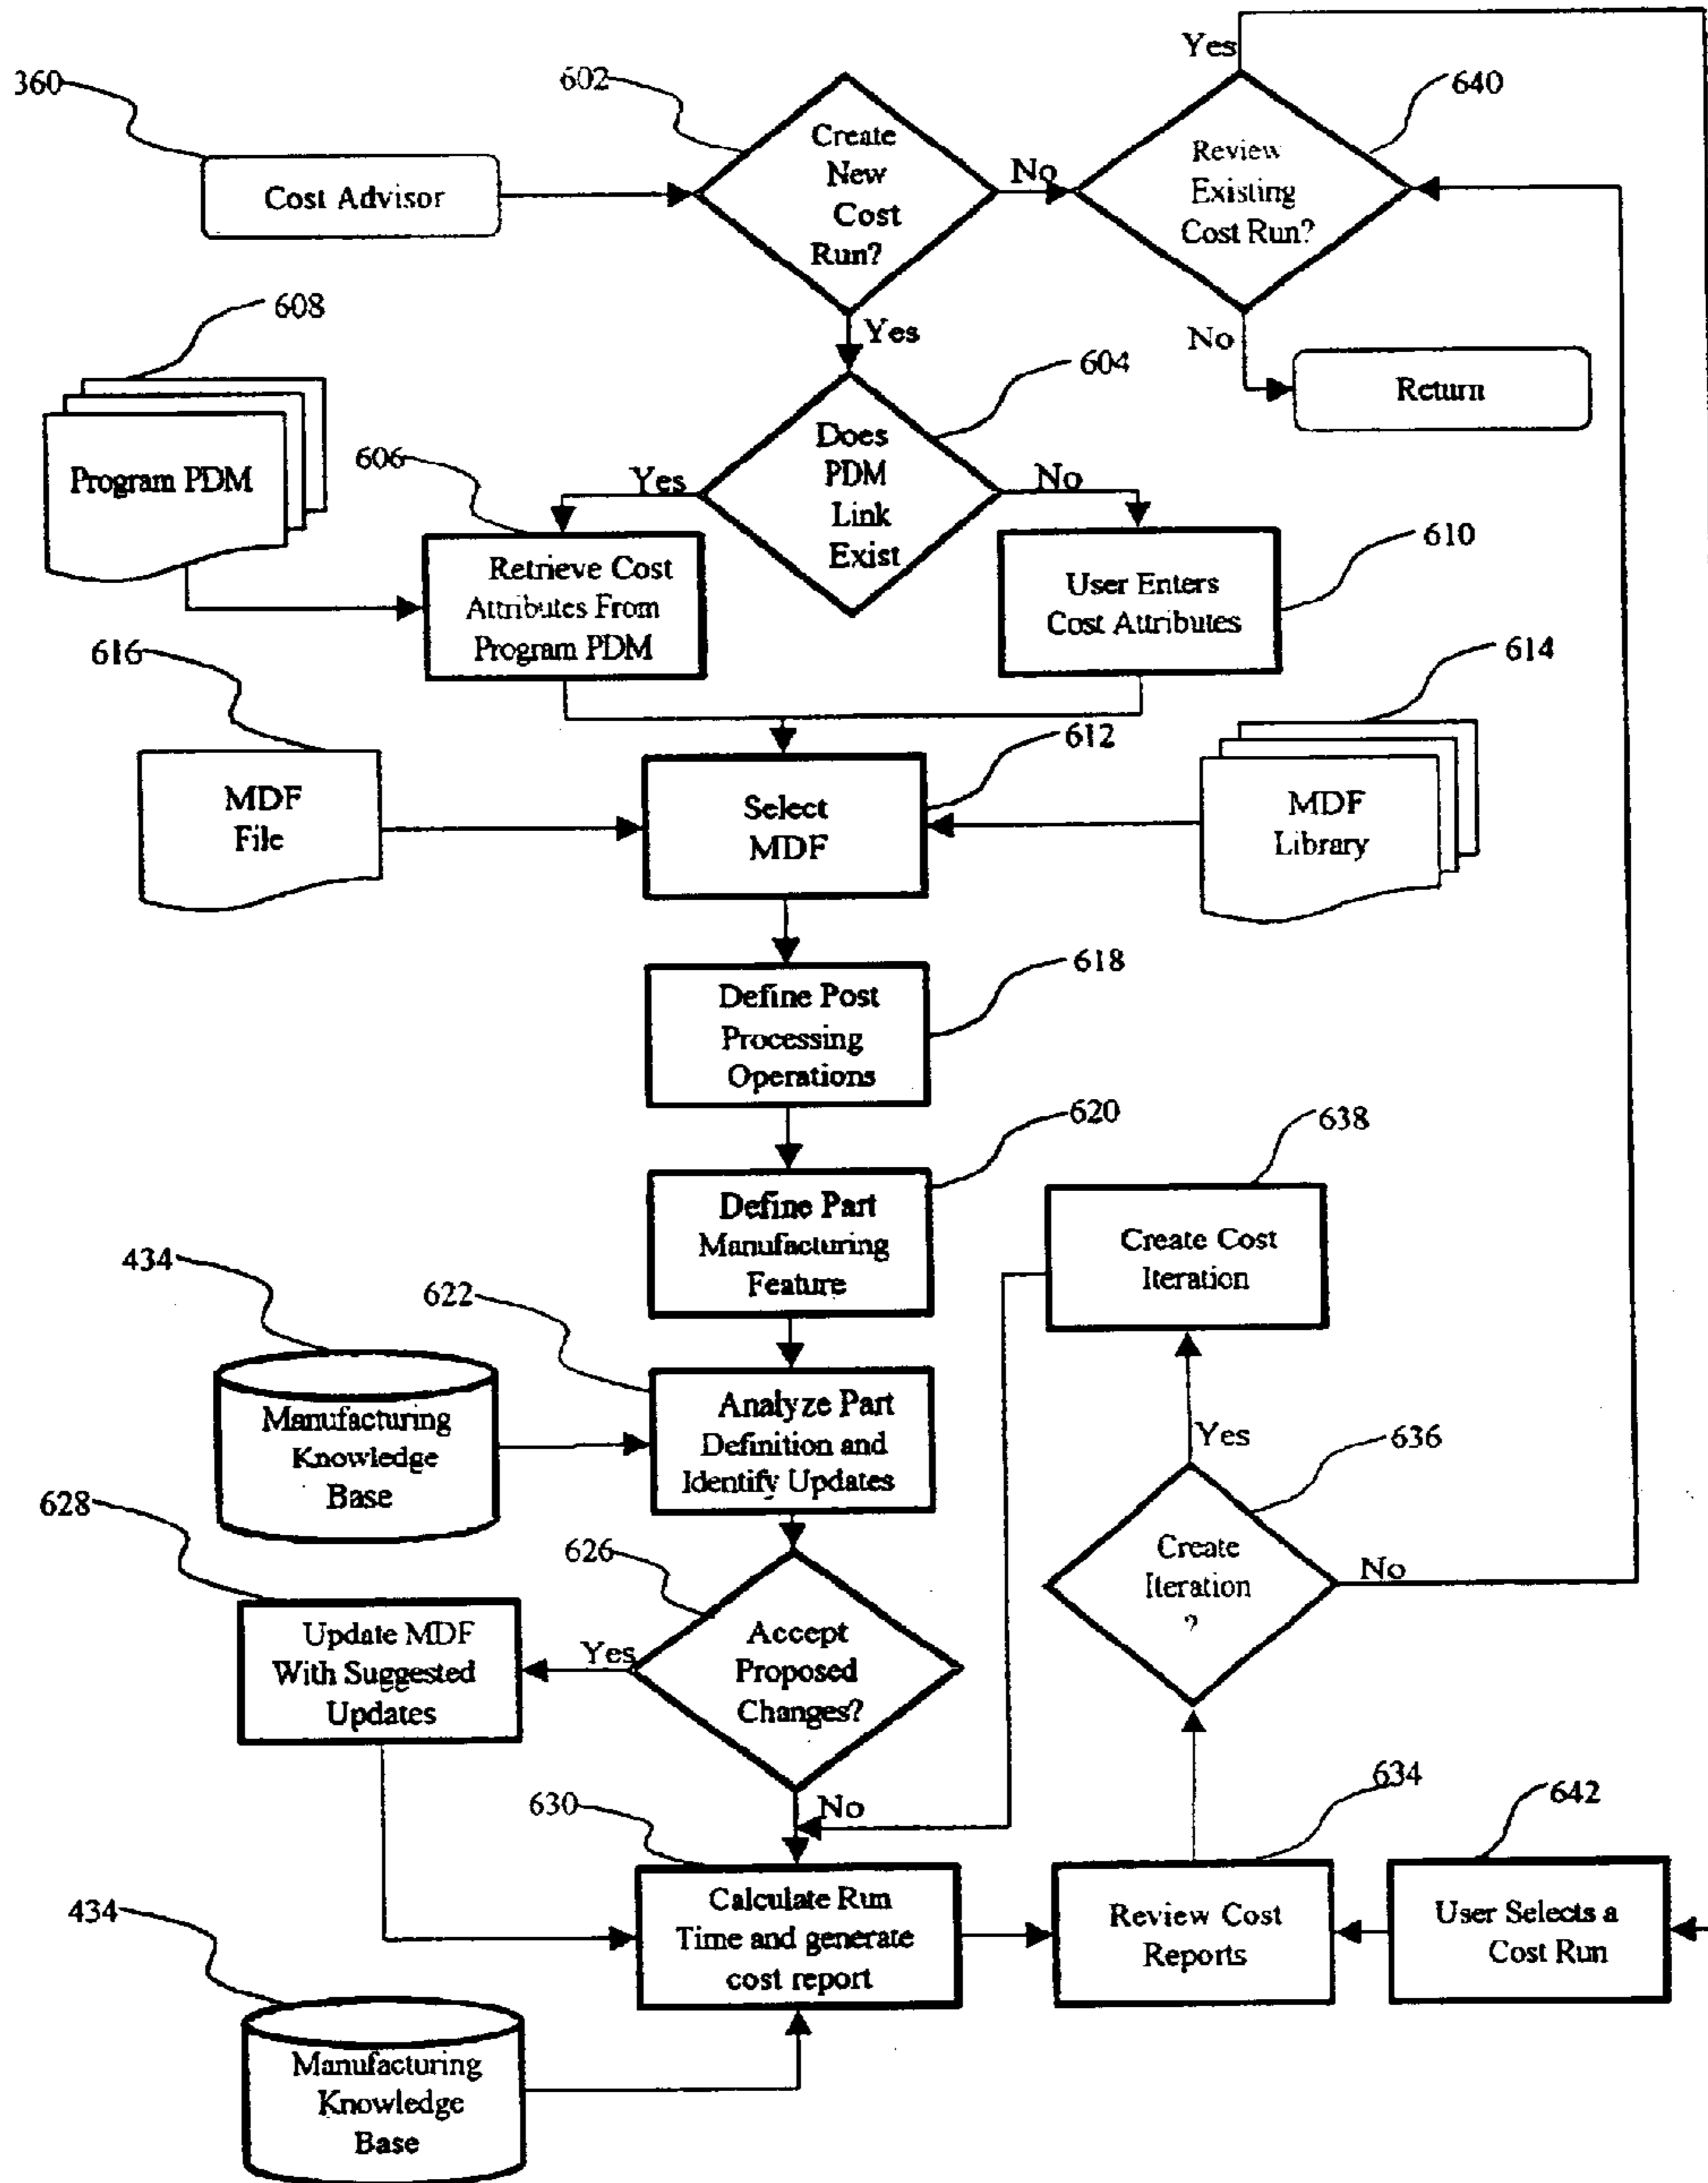 Yes
360
602
640
Create
New
Cost
Run?
Review
Existing
Cost Run?
Cost Advisor
No
608
Yes
No
604
Return
Program PDM
606
Does
PDM
Link
Exist
Yes
No
610
Retrieve Cost
Attributes From
Program PDM
User Enters
Cost Attributes
616
614
612
MDF
File
Select
MDF
MDF
Library
618
Define Post
Processing
Operations
620
638
Define Part
Manufacturing
Feature
Create Cost
Iteration
434
622
Manufacturing
Knowledge
Base
Analyze Part
Definition and
Identify Updates
Yes
636
628
626
Create
Iteration
?
No
Update MDF
With Suggested
Updates
Yes
Accept
Proposed
Changes?
634
642
630
No
434
Calculate Run
Time and generate
cost report
Review Cost
Reports
User Selects a
Cost Run
Manufacturing
Knowledge
Base